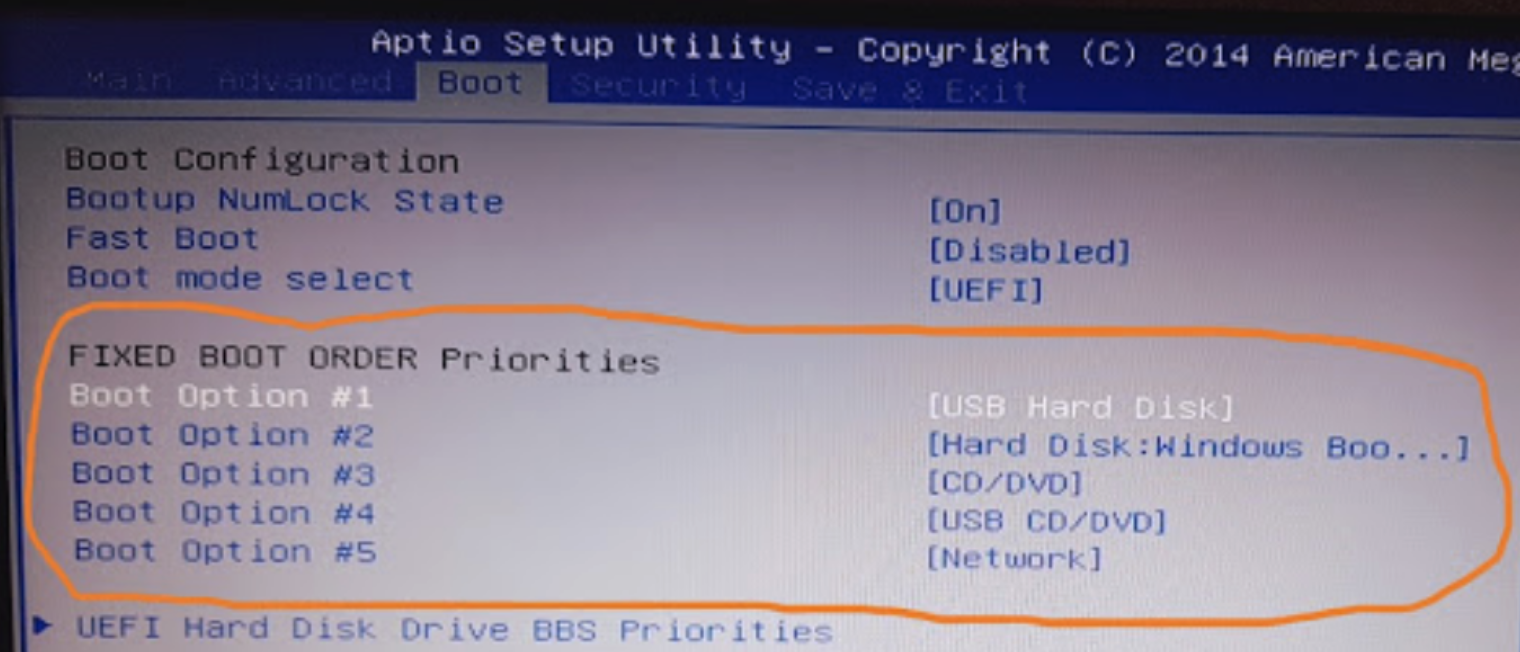 Aptio Setup Utility – Copyright (C) 2014 American Meg
Main Advanced Boot Security Save & Exit
Boot Configuration
Bootup NumLock State [On]
Fast Boot [Disabled]
Boot mode select [UEFI]
FIXED BOOT ORDER Priorities
Boot Option #1 [USB Hard Disk]
Boot Option #2 [Hard Disk:Windows Boo...]
Boot Option #3 [CD/DVD]
Boot Option #4 [USB CD/DVD]
Boot Option #5 [Network]
UEFI Hard Disk Drive BBS Priorities